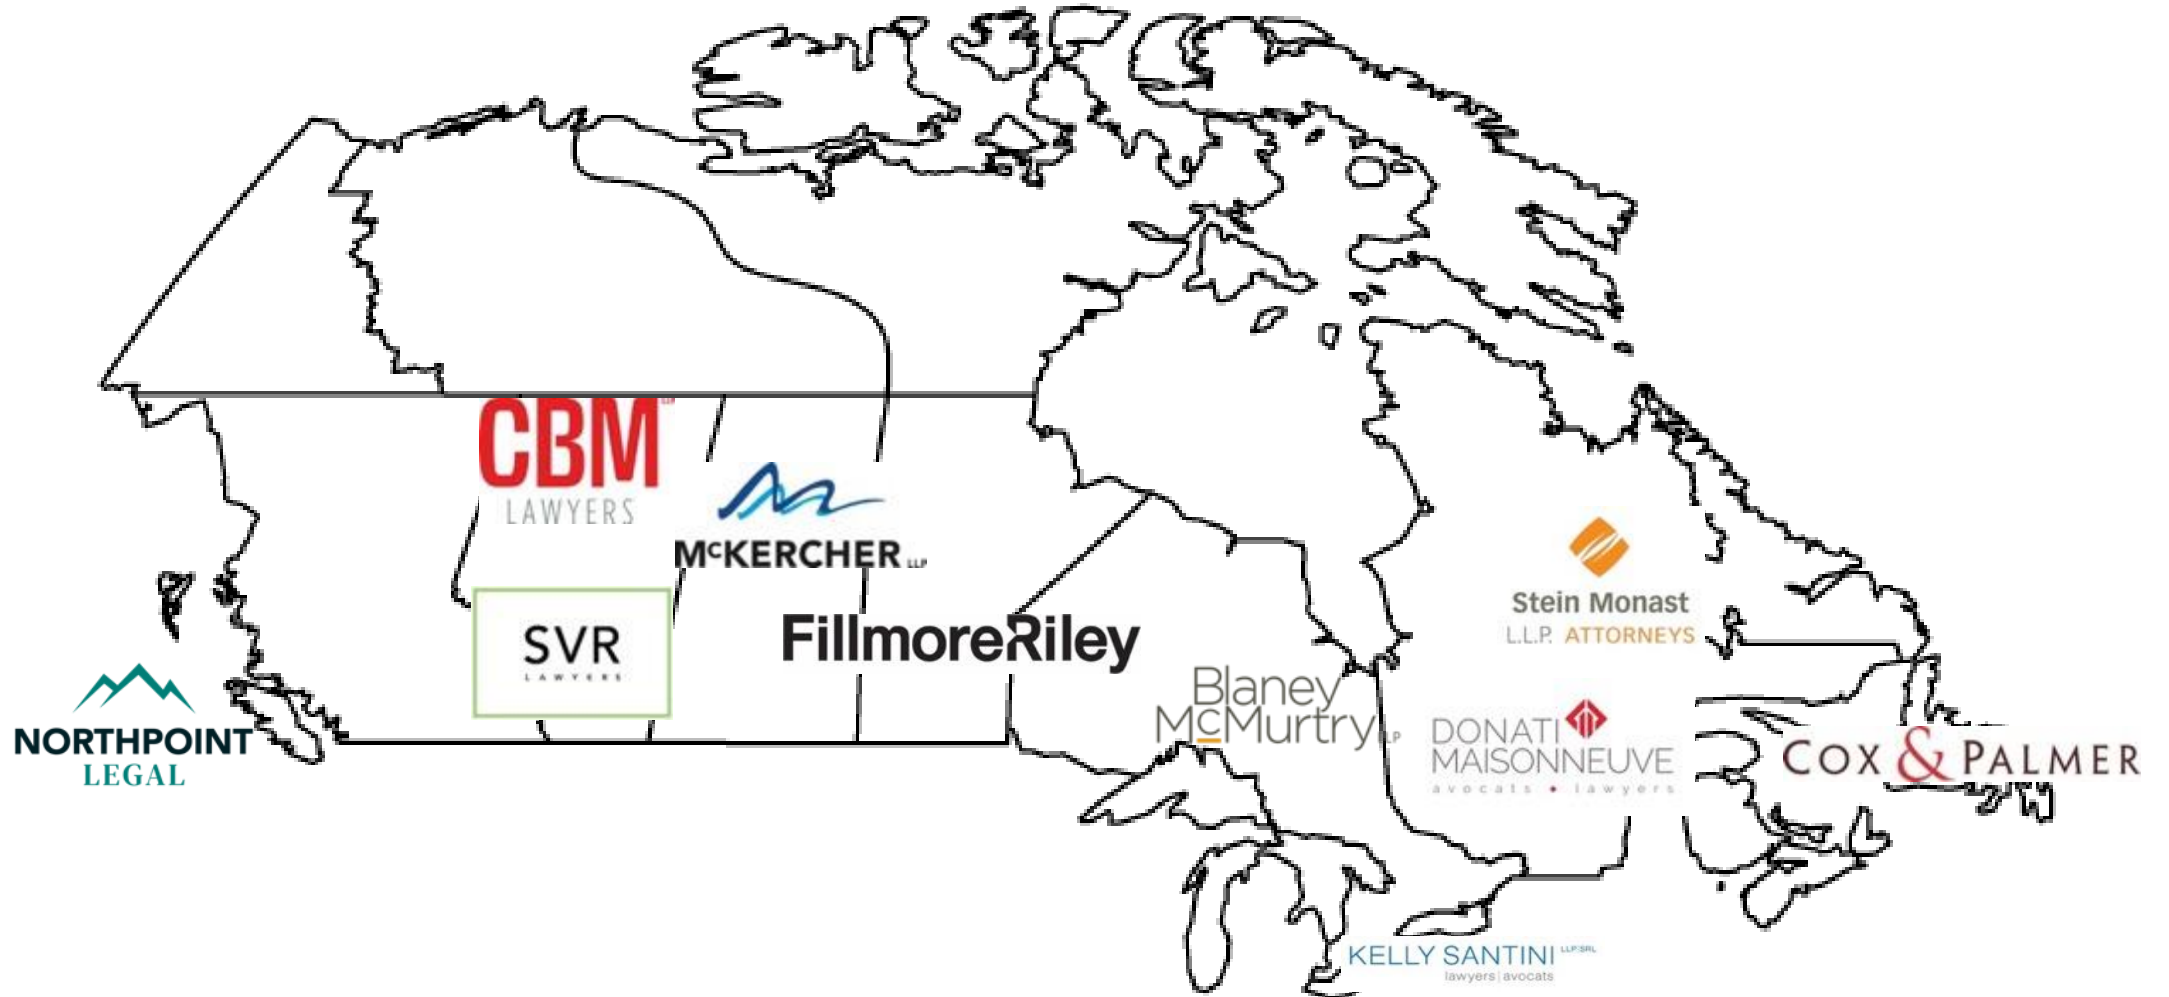 CBM LLP
LAWYERS
McKERCHER LLP
SVR
LAWYERS
FillmoreRiley
NORTHPOINT
LEGAL
Blaney
McMurtry LLP
Stein Monast
L.L.P. ATTORNEYS
DONATI
MAISONNEUVE
avocats • lawyers
COX & PALMER
KELLY SANTINI LLP|SRL
lawyers|avocats